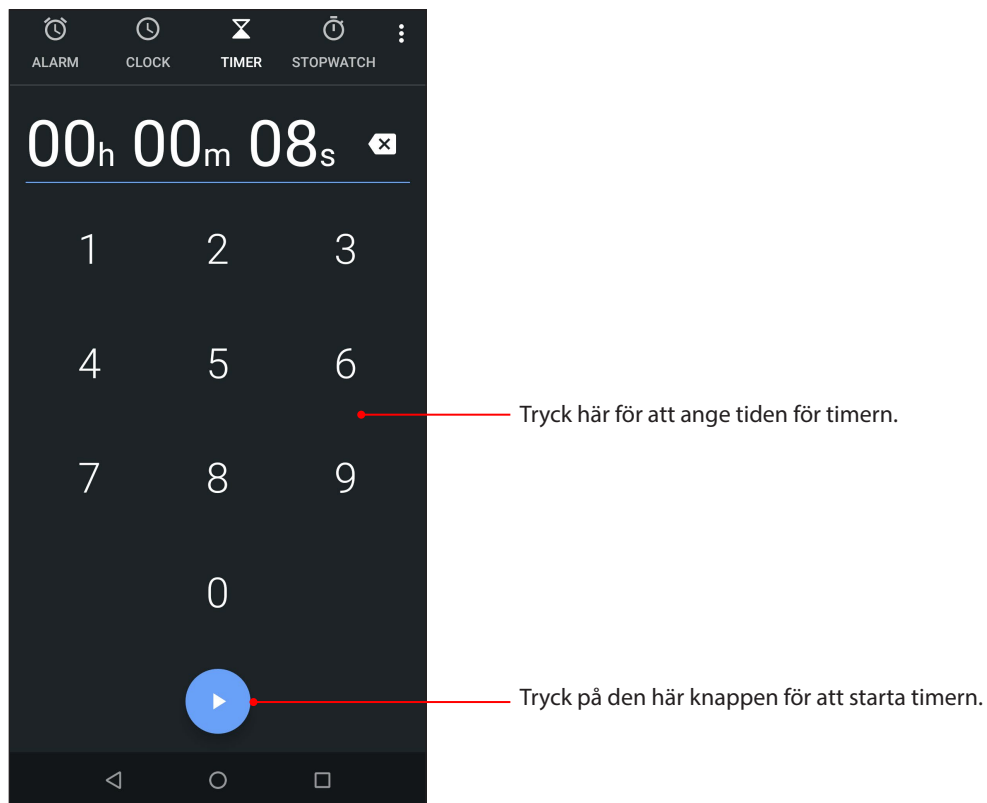 ALARM CLOCK TIMER STOPWATCH
00h 00m 08s
1 2 3
4 5 6
Tryck här för att ange tiden för timern.
7 8 9
0
Tryck på den här knappen för att starta timern.